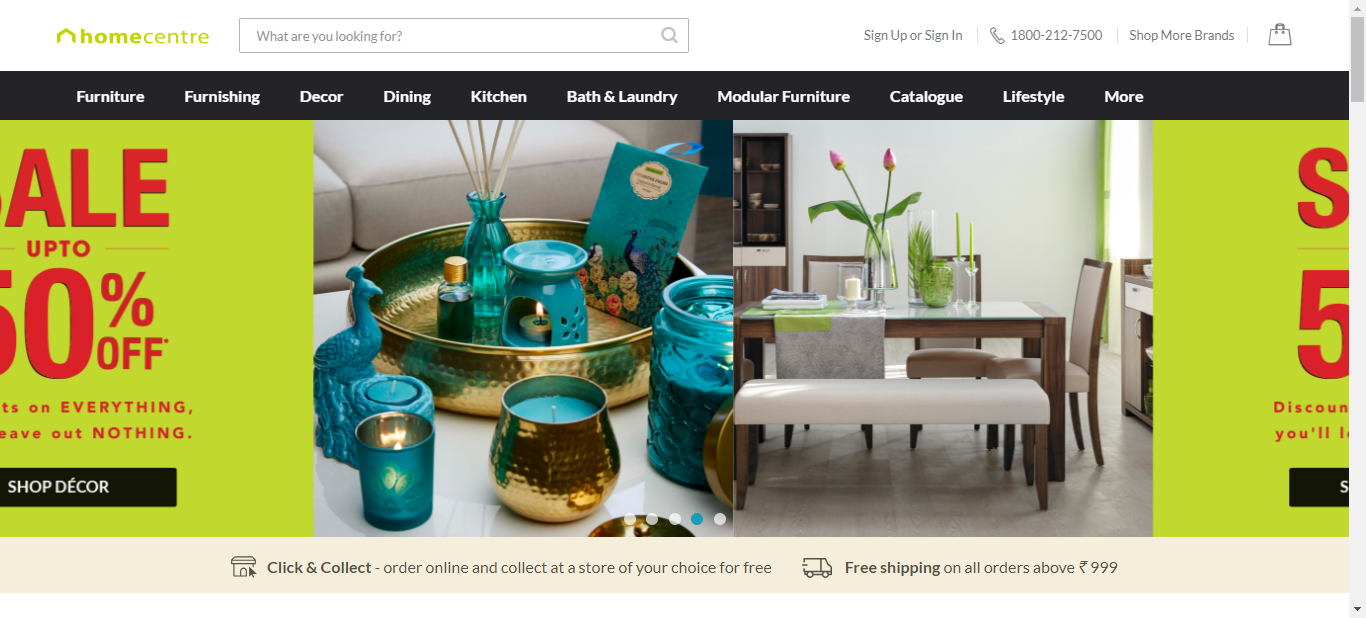 homecentre
What are you looking for?
Sign Up or Sign In
1800-212-7500
Shop More Brands
Furniture
Furnishing
Decor
Dining
Kitchen
Bath & Laundry
Modular Furniture
Catalogue
Lifestyle
More
ALE
UPTO
50%
OFF*
ts on EVERYTHING,
eave out NOTHING.
SHOP DÉCOR
S
5
Discoun
you'll l
S
Click & Collect - order online and collect at a store of your choice for free
Free shipping on all orders above ₹ 999